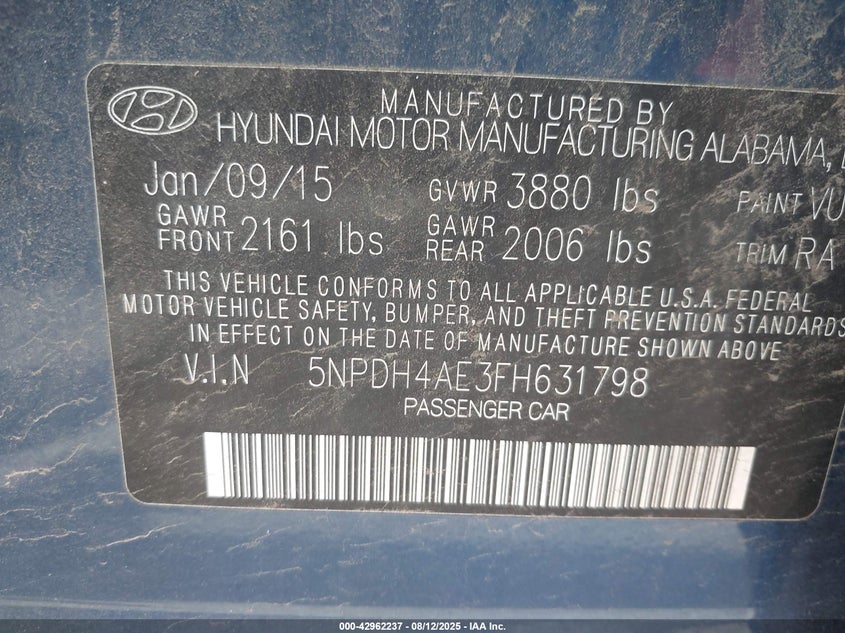 MANUFACTURED BY
HYUNDAI MOTOR MANUFACTURING ALABAMA,
Jan/09/15 GVWR 3880 lbs PAINT VU
GAWR FRONT 2161 lbs GAWR REAR 2006 lbs TRIM RA
THIS VEHICLE CONFORMS TO ALL APPLICABLE U.S.A. FEDERAL
MOTOR VEHICLE SAFETY, BUMPER, AND THEFT PREVENTION STANDARDS
IN EFFECT ON THE DATE OF MANUFACTURE SHOWN ABOVE
V.I.N 5NPDH4AE3FH631798
PASSENGER CAR
000-42962237 - 08/12/2025 - IAA Inc.